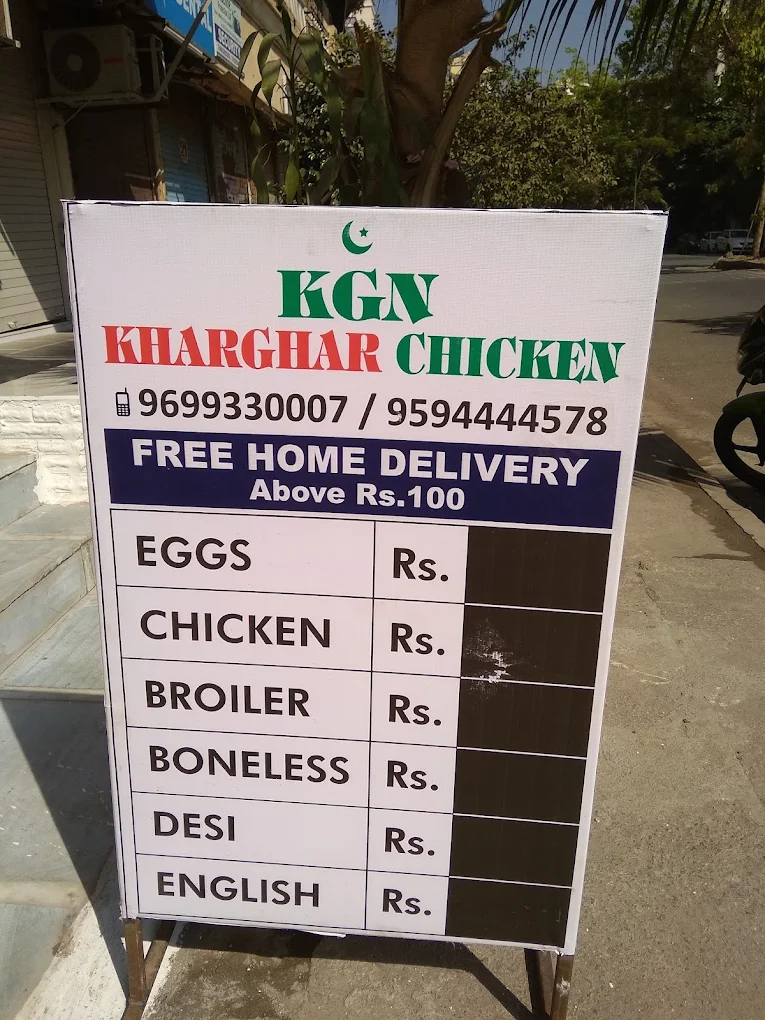 KGN
KHARGHAR CHICKEN
9699330007 / 9594444578
FREE HOME DELIVERY
Above Rs.100
EGGS Rs.
CHICKEN Rs.
BROILER Rs.
BONELESS Rs.
DESI Rs.
ENGLISH Rs.